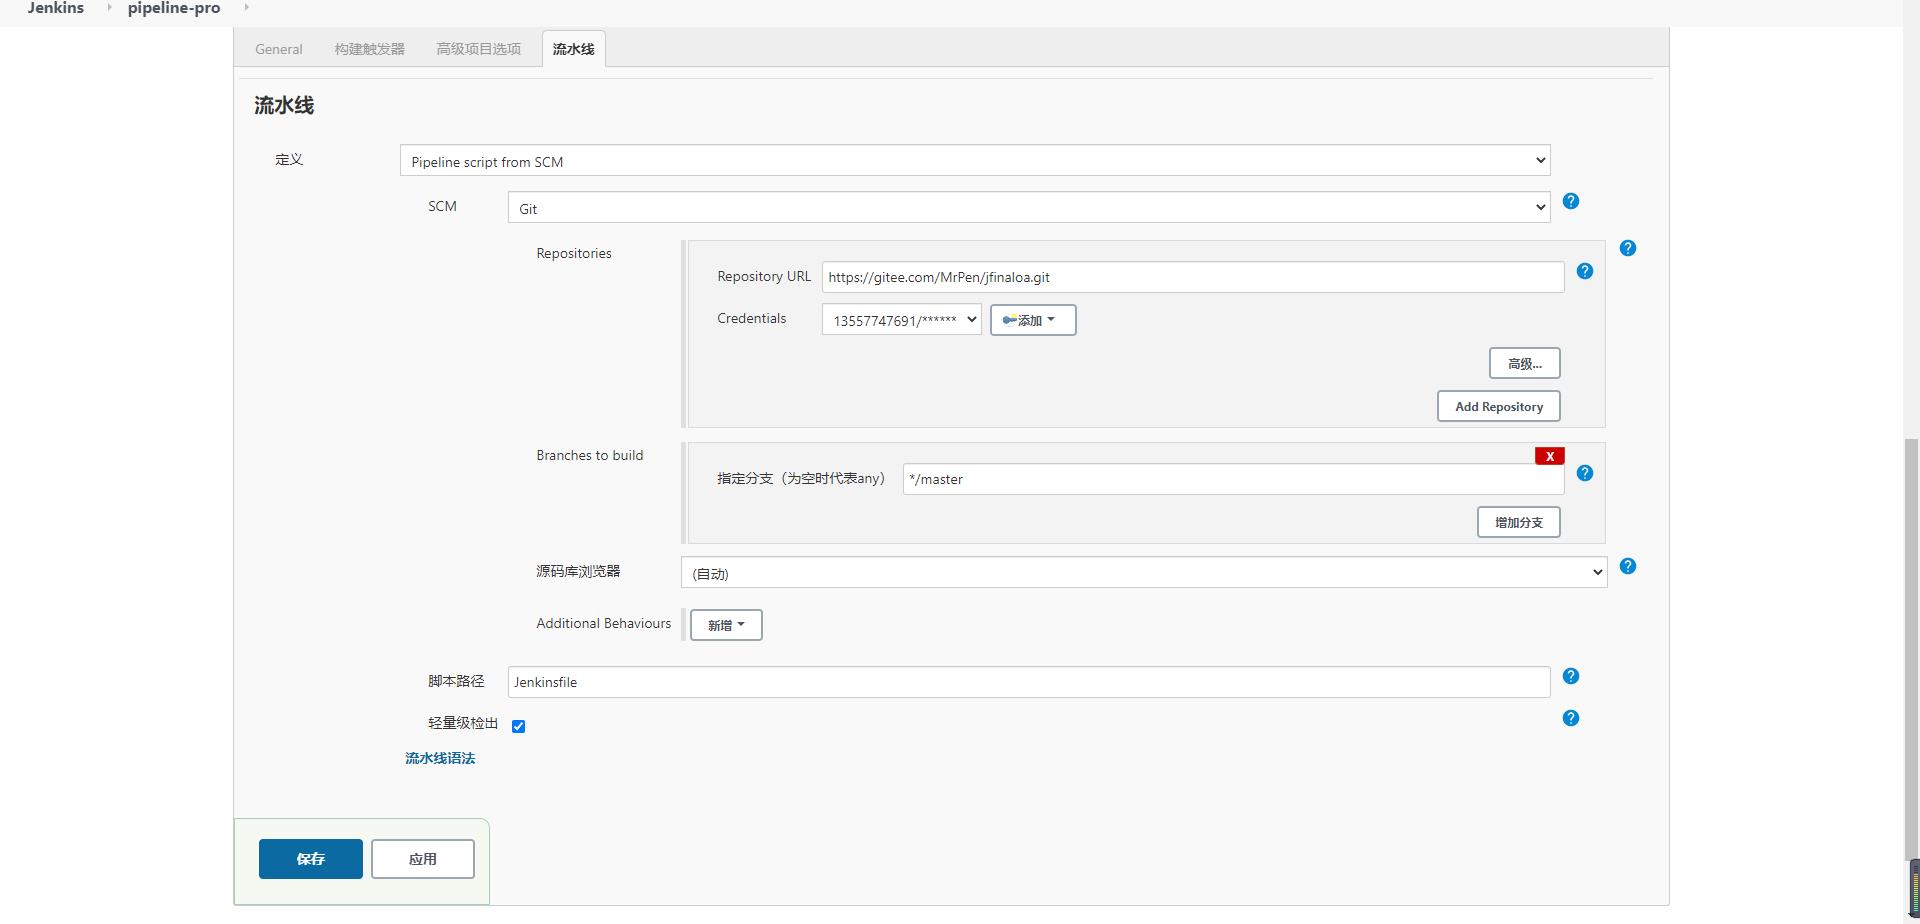 Jenkins pipeline-pro
General 构建触发器 高级项目选项 流水线
流水线
定义 Pipeline script from SCM
SCM Git
Repositories
Repository URL https://gitee.com/MrPen/jfinaloa.git
Credentials 13557747691/****** 添加
高级...
Add Repository
Branches to build
X
指定分支（为空时代表any） */master
增加分支
源码库浏览器 (自动)
Additional Behaviours 新增
脚本路径 Jenkinsfile
轻量级检出
流水线语法
保存 应用